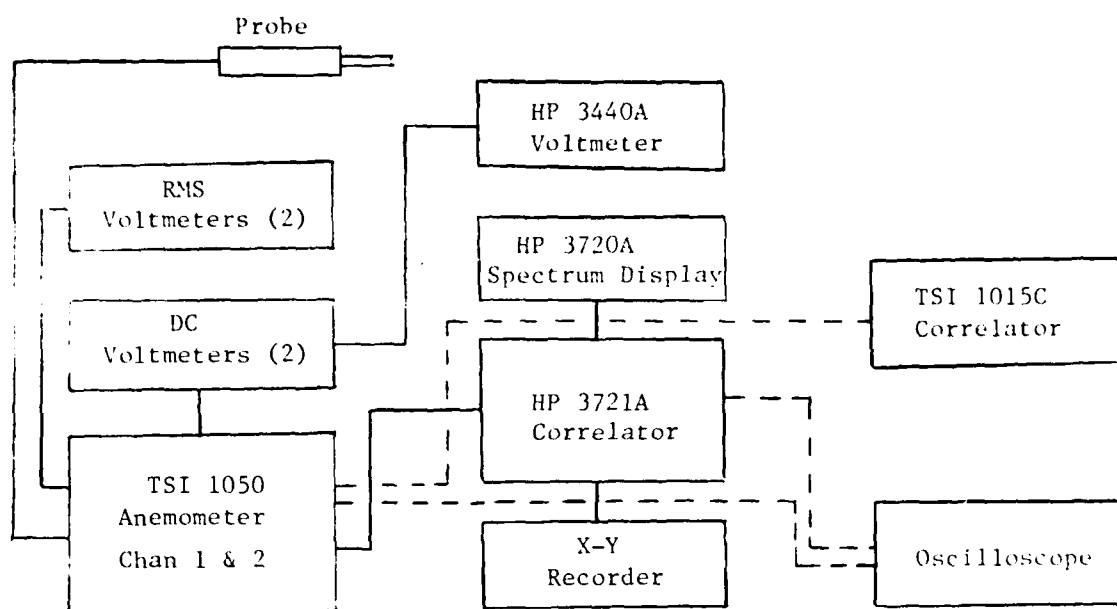 Probe
HP 3440A
Voltmeter
RMS
Voltmeters (2)
HP 3720A
Spectrum Display
TSI 1015C
Correlator
DC
Voltmeters (2)
HP 3721A
Correlator
TSI 1050
Anemometer
Chan 1 & 2
X-Y
Recorder
Oscilloscope